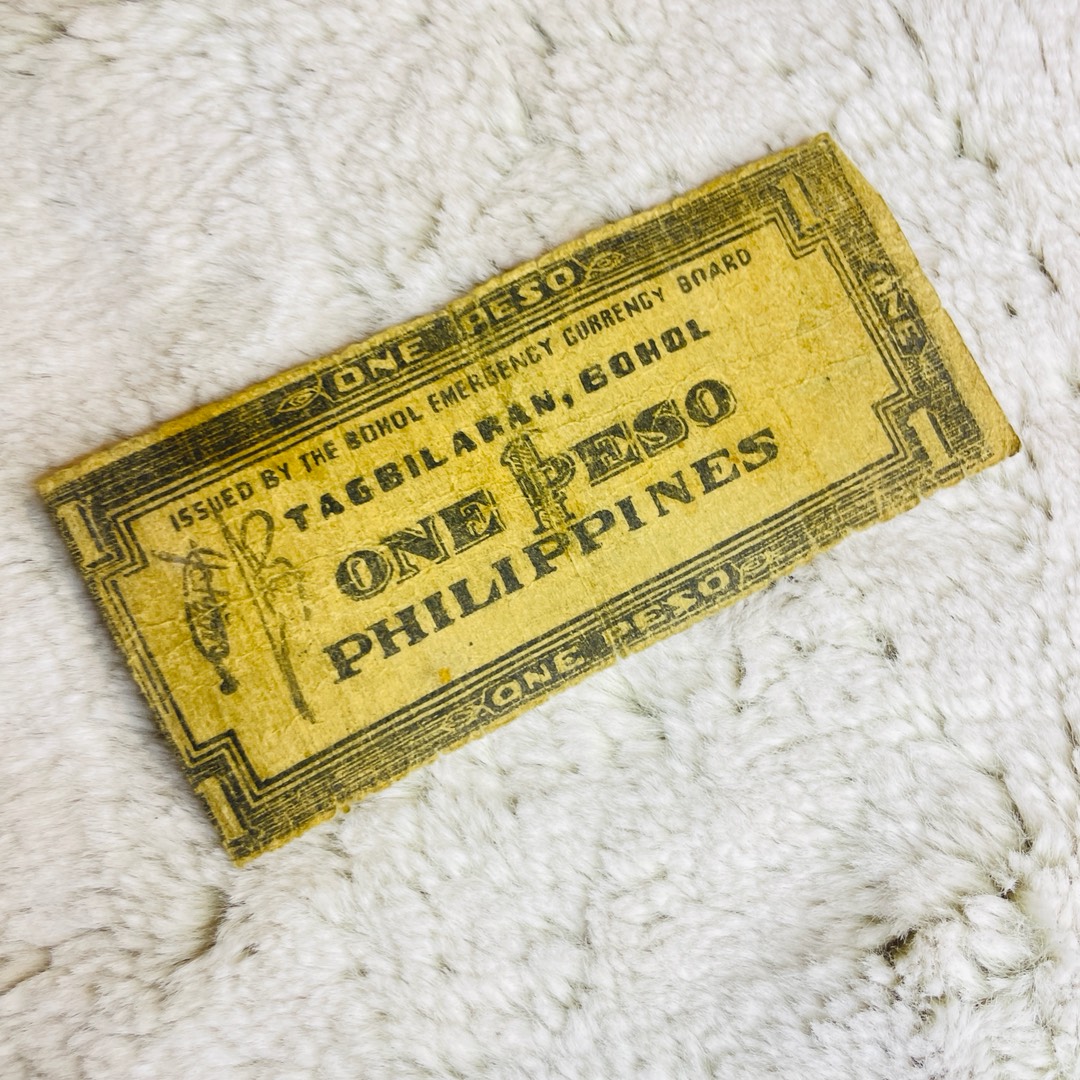 1 ONE PESO 1
ISSUED BY THE BOHOL EMERGENCY CURRENCY BOARD
TAGBILARAN, BOHOL
ONE PESO
PHILIPPINES
ONE
1 ONE PESO 1